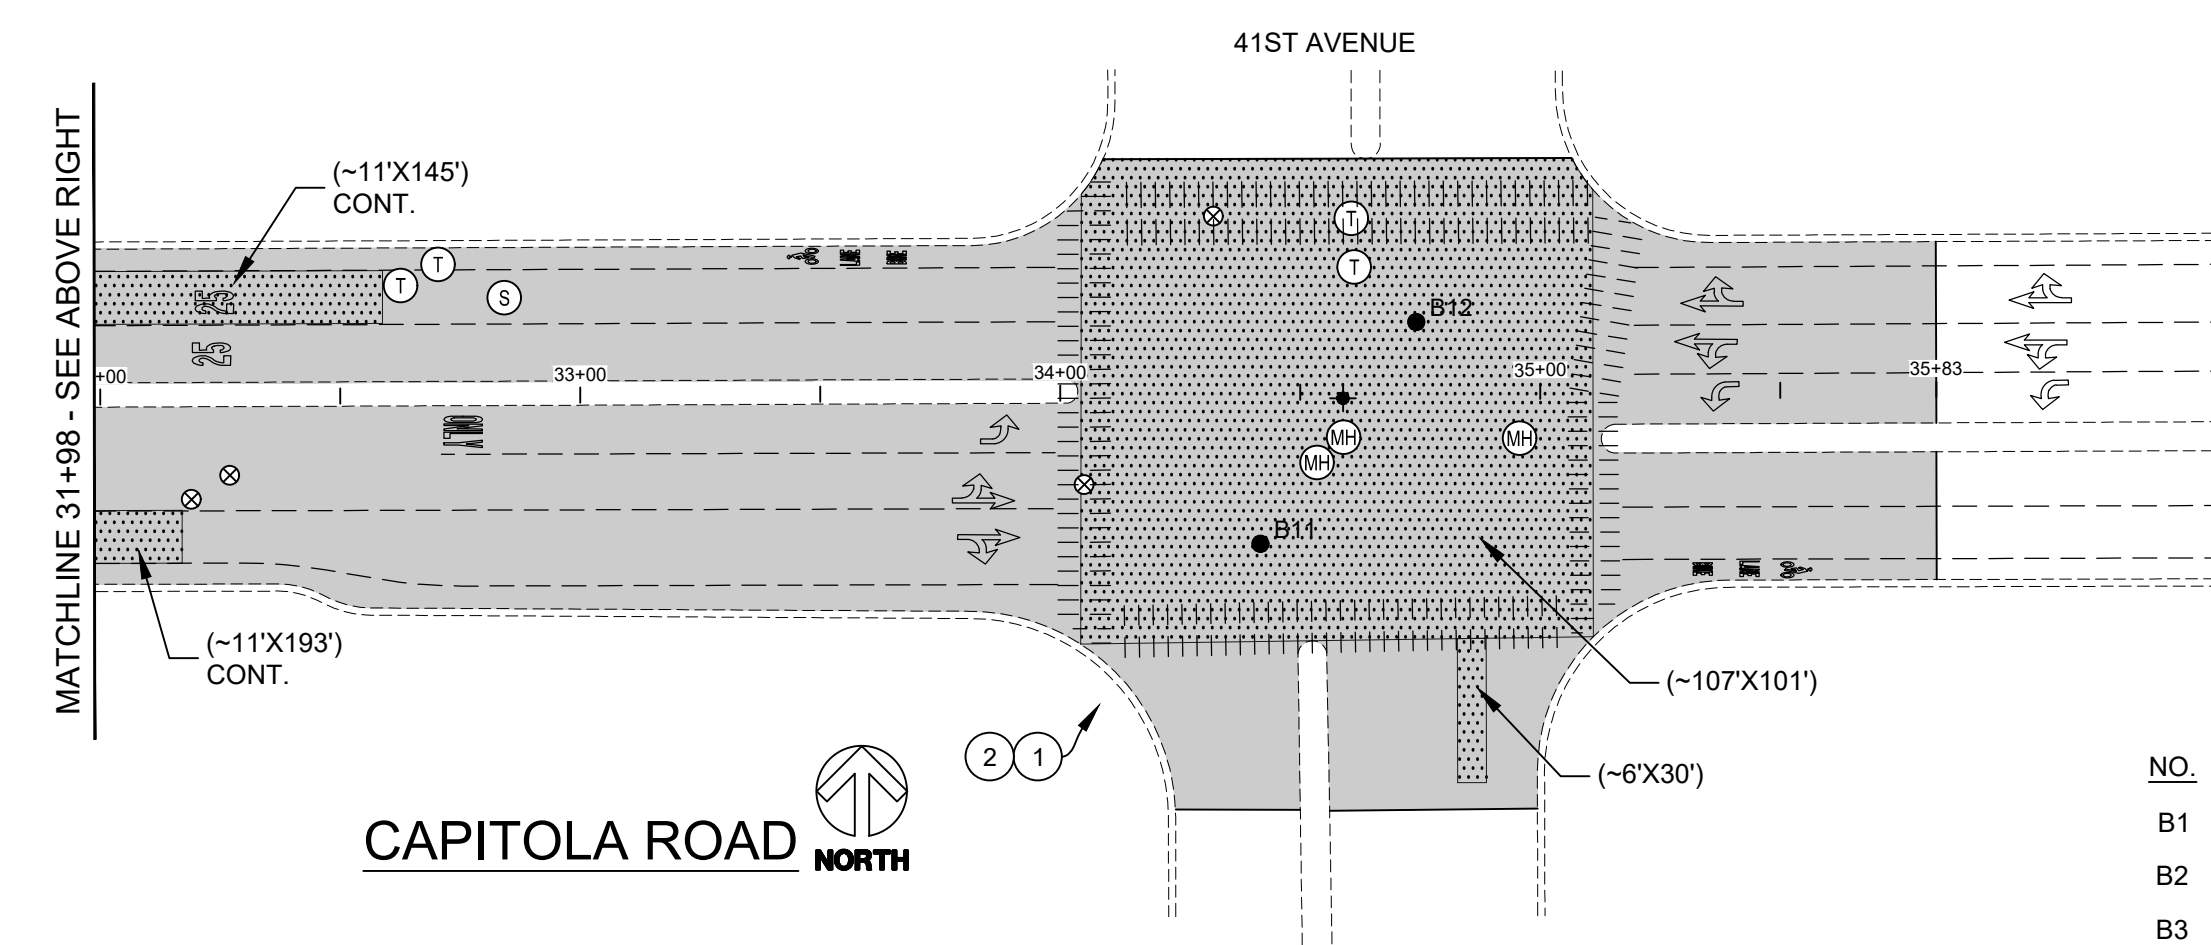 41ST AVENUE
MATCHLINE 31+98 - SEE ABOVE RIGHT
(~11'X145')
CONT.
T
T
S
25
25
+00
33+00
34+00
35+00
35+83
T
T
B12
MH
MH
MH
B11
ONLY
(~11'X193')
CONT.
(~107'X101')
(~6'X30')
2
1
CAPITOLA ROAD
NORTH
NO.
B1
B2
B3